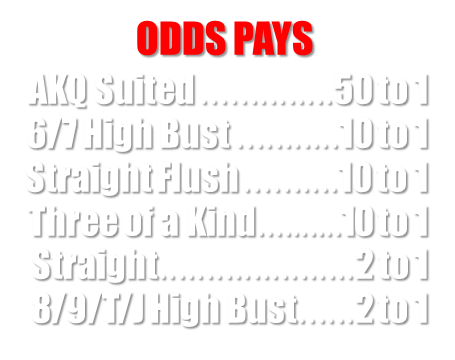 ODDS PAYS
AKQ Suited ..............50 to 1
6/7 High Bust ...........10 to 1
Straight Flush..........10 to 1
Three of a Kind.........10 to 1
Straight.....................2 to 1
8/9/T/J High Bust......2 to 1